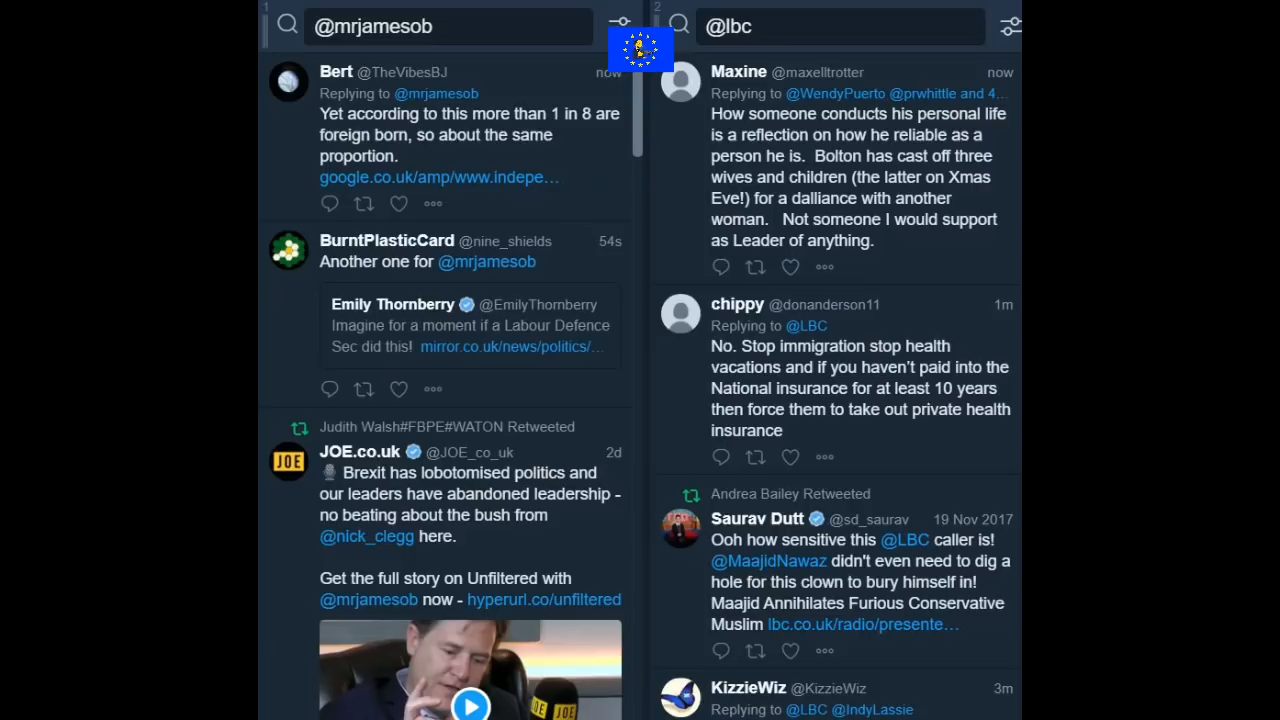 1
@mrjamesob
Bert @TheVibesBJ now
Replying to @mrjamesob
Yet according to this more than 1 in 8 are
foreign born, so about the same
proportion.
google.co.uk/amp/www.indepe…
BurntPlasticCard @nine_shields 54s
Another one for @mrjamesob
Emily Thornberry @EmilyThornberry
Imagine for a moment if a Labour Defence
Sec did this! mirror.co.uk/news/politics/…
Judith Walsh#FBPE#WATON Retweeted
JOE.co.uk @JOE_co_uk 2d
Brexit has lobotomised politics and
our leaders have abandoned leadership -
no beating about the bush from
@nick_clegg here.
Get the full story on Unfiltered with
@mrjamesob now - hyperurl.co/unfiltered
JOE JOE
2
@lbc
Maxine @maxelltrotter now
Replying to @WendyPuerto @prwhittle and 4…
How someone conducts his personal life
is a reflection on how he reliable as a
person he is. Bolton has cast off three
wives and children (the latter on Xmas
Eve!) for a dalliance with another
woman. Not someone I would support
as Leader of anything.
chippy @donanderson11 1m
Replying to @LBC
No. Stop immigration stop health
vacations and if you haven't paid into the
National insurance for at least 10 years
then force them to take out private health
insurance
Andrea Bailey Retweeted
Saurav Dutt @sd_saurav 19 Nov 2017
Ooh how sensitive this @LBC caller is!
@MaajidNawaz didn't even need to dig a
hole for this clown to bury himself in!
Maajid Annihilates Furious Conservative
Muslim lbc.co.uk/radio/presente…
KizzieWiz @KizzieWiz 3m
Replying to @LBC @IndyLassie